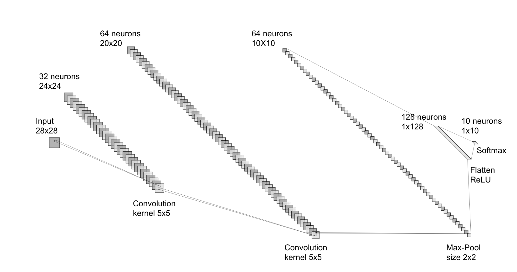 64 neurons
20x20
64 neurons
10X10
32 neurons
24x24
Input
28x28
128 neurons
1x128
10 neurons
1x10
Softmax
Flatten
ReLU
Convolution
kernel 5x5
Convolution
kernel 5x5
Max-Pool
size 2x2